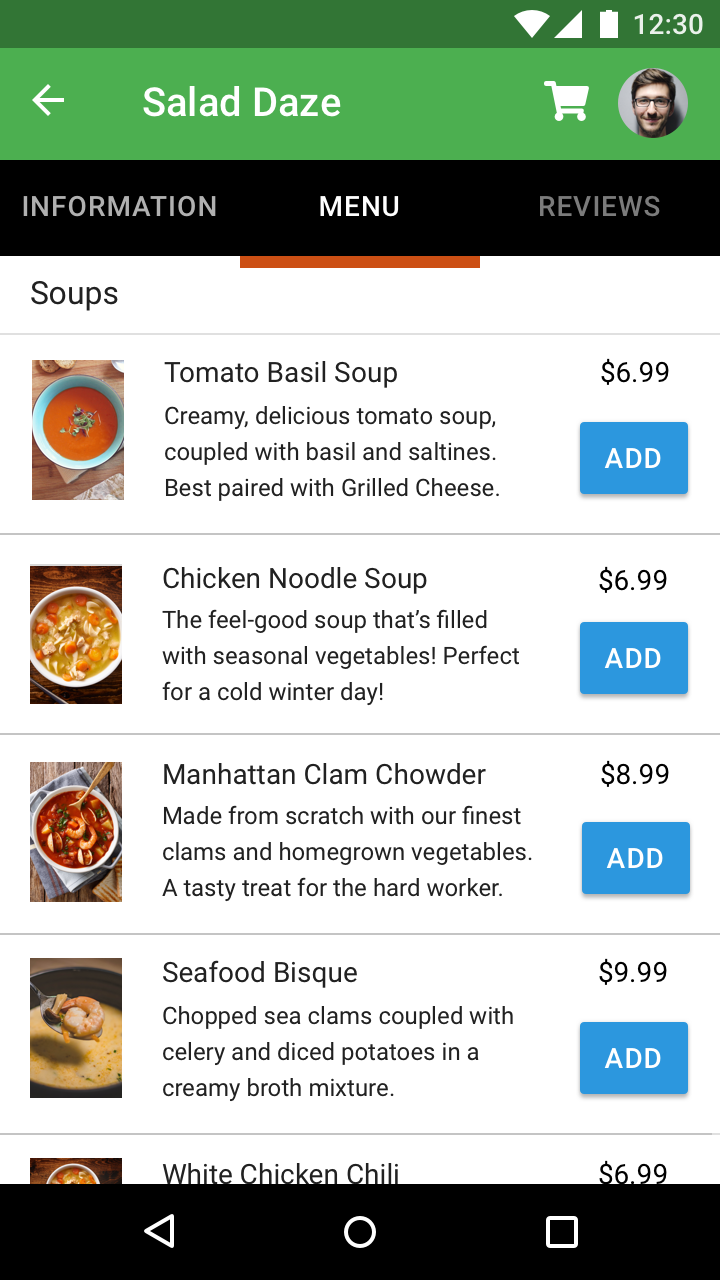 12:30
Salad Daze
INFORMATION MENU REVIEWS
Soups
Tomato Basil Soup $6.99
Creamy, delicious tomato soup,
coupled with basil and saltines.
Best paired with Grilled Cheese.
ADD
Chicken Noodle Soup $6.99
The feel-good soup that’s filled
with seasonal vegetables! Perfect
for a cold winter day!
ADD
Manhattan Clam Chowder $8.99
Made from scratch with our finest
clams and homegrown vegetables.
A tasty treat for the hard worker.
ADD
Seafood Bisque $9.99
Chopped sea clams coupled with
celery and diced potatoes in a
creamy broth mixture.
ADD
White Chicken Chili $6.99